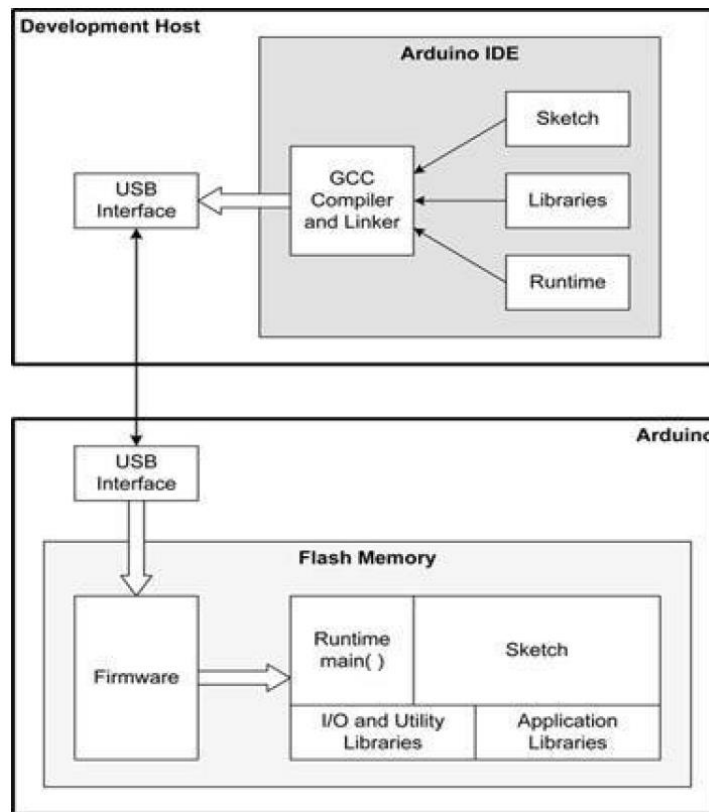 Development Host
Arduino IDE
Sketch
GCC
Compiler
and Linker
USB
Interface
Libraries
Runtime
Arduino
USB
Interface
Flash Memory
Firmware
Runtime
main( )
Sketch
I/O and Utility
Libraries
Application
Libraries